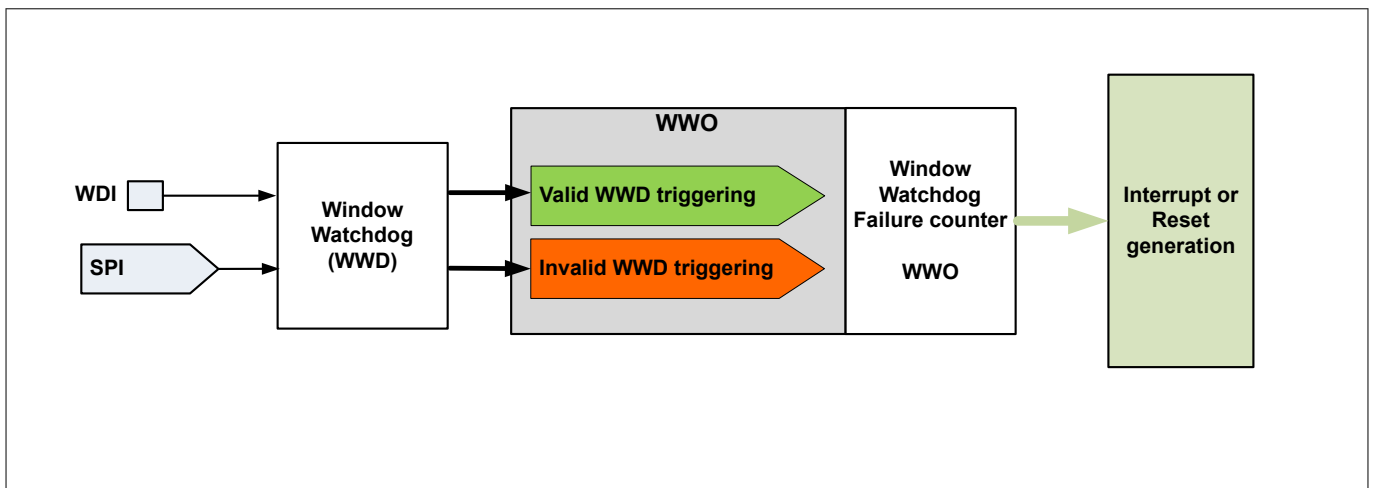 WDI
SPI
Window
Watchdog
(WWD)
WWO
Valid WWD triggering
Invalid WWD triggering
Window
Watchdog
Failure counter
WWO
Interrupt or
Reset
generation